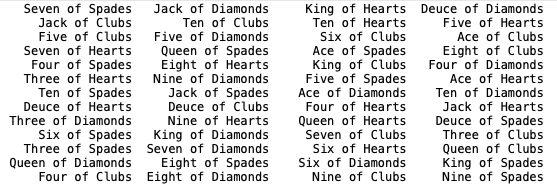 Seven of Spades Jack of Diamonds King of Hearts Deuce of Diamonds
Jack of Clubs Ten of Clubs Ten of Hearts Five of Hearts
Five of Clubs Five of Diamonds Six of Clubs Ace of Clubs
Seven of Hearts Queen of Spades Ace of Spades Eight of Clubs
Four of Spades Eight of Hearts King of Clubs Four of Diamonds
Three of Hearts Nine of Diamonds Five of Spades Ace of Hearts
Ten of Spades Jack of Spades Ace of Diamonds Ten of Diamonds
Deuce of Hearts Deuce of Clubs Four of Hearts Jack of Hearts
Three of Diamonds Nine of Hearts Queen of Hearts Deuce of Spades
Six of Spades King of Diamonds Seven of Clubs Three of Clubs
Three of Spades Seven of Diamonds Six of Hearts Queen of Clubs
Queen of Diamonds Eight of Spades Six of Diamonds King of Spades
Four of Clubs Eight of Diamonds Nine of Clubs Nine of Spades